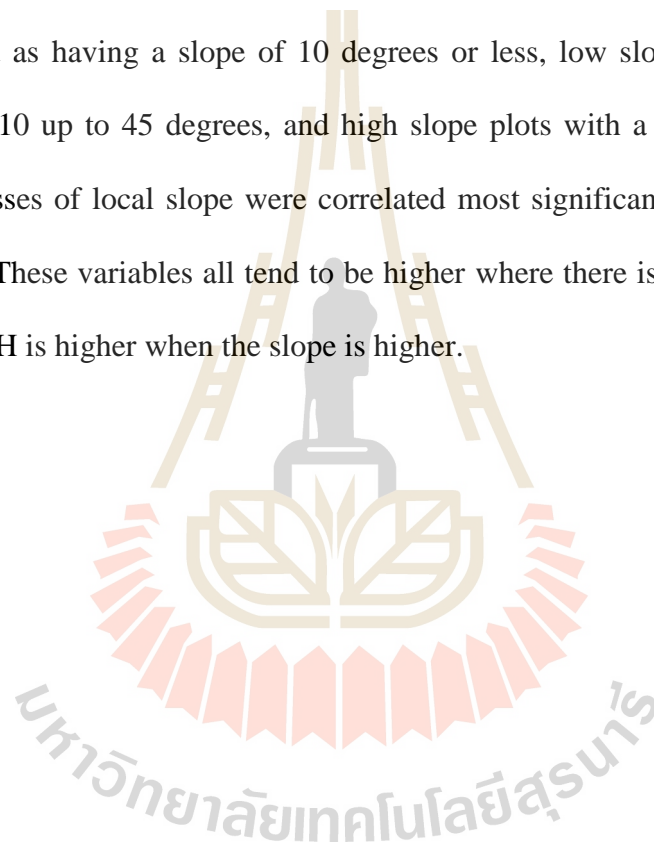 as having a slope of 10 degrees or less, low slo
10 up to 45 degrees, and high slope plots with a
sses of local slope were correlated most significan
These variables all tend to be higher where there is
H is higher when the slope is higher.
มหาวิทยาลัยเทคโนโลยีสุรนารี